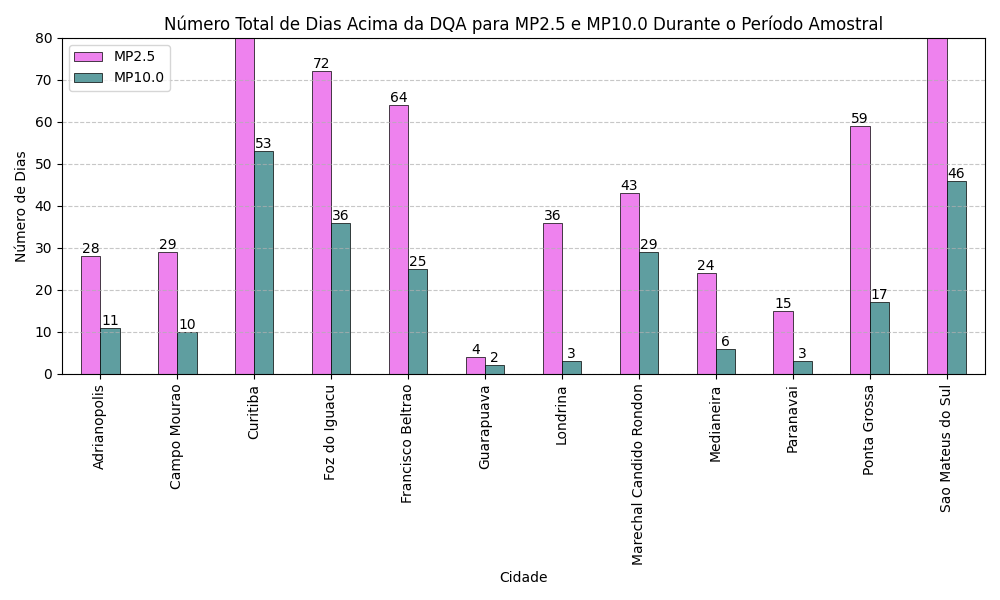 Número Total de Dias Acima da DQA para MP2.5 e MP10.0 Durante o Período Amostral
MP2.5
MP10.0
Número de Dias
80
70
60
50
40
30
20
10
0
28
11
29
10
53
72
36
64
25
4
2
36
3
43
29
24
6
15
3
59
17
46
Adrianopolis
Campo Mourao
Curitiba
Foz do Iguacu
Francisco Beltrao
Guarapuava
Londrina
Marechal Candido Rondon
Medianeira
Paranavai
Ponta Grossa
Sao Mateus do Sul
Cidade